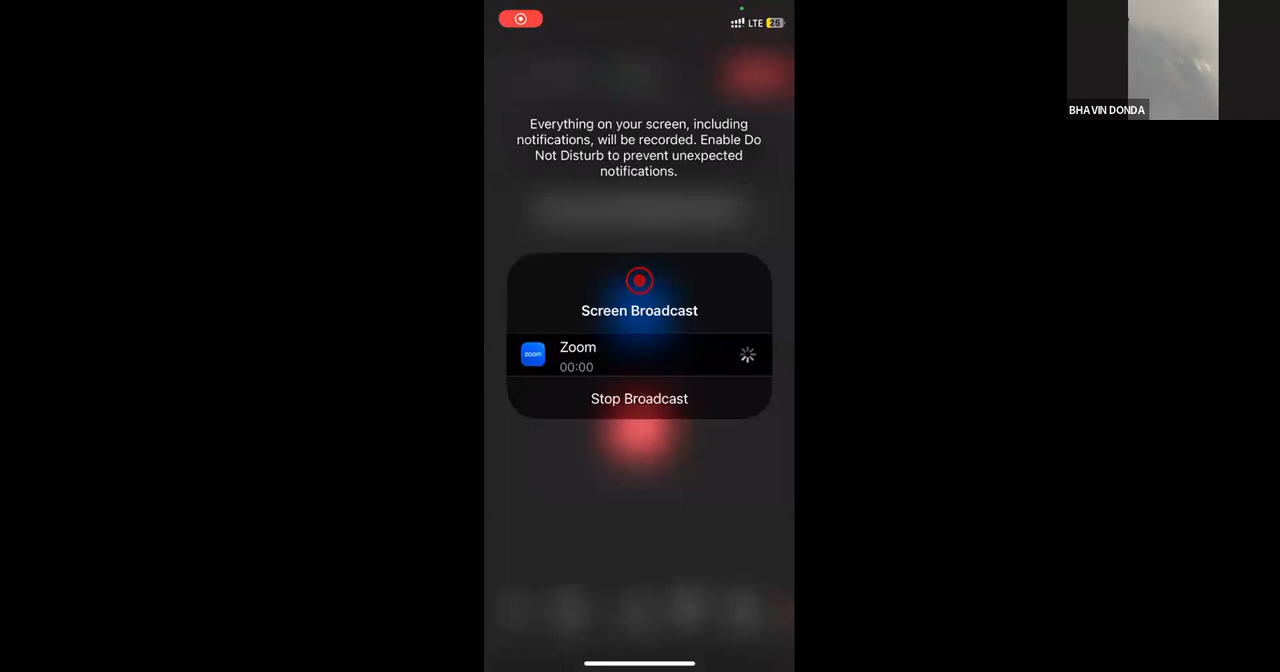 LTE 25
Everything on your screen, including
notifications, will be recorded. Enable Do
Not Disturb to prevent unexpected
notifications.
Screen Broadcast
zoom
Zoom
00:00
Stop Broadcast
BHAVIN DONDA